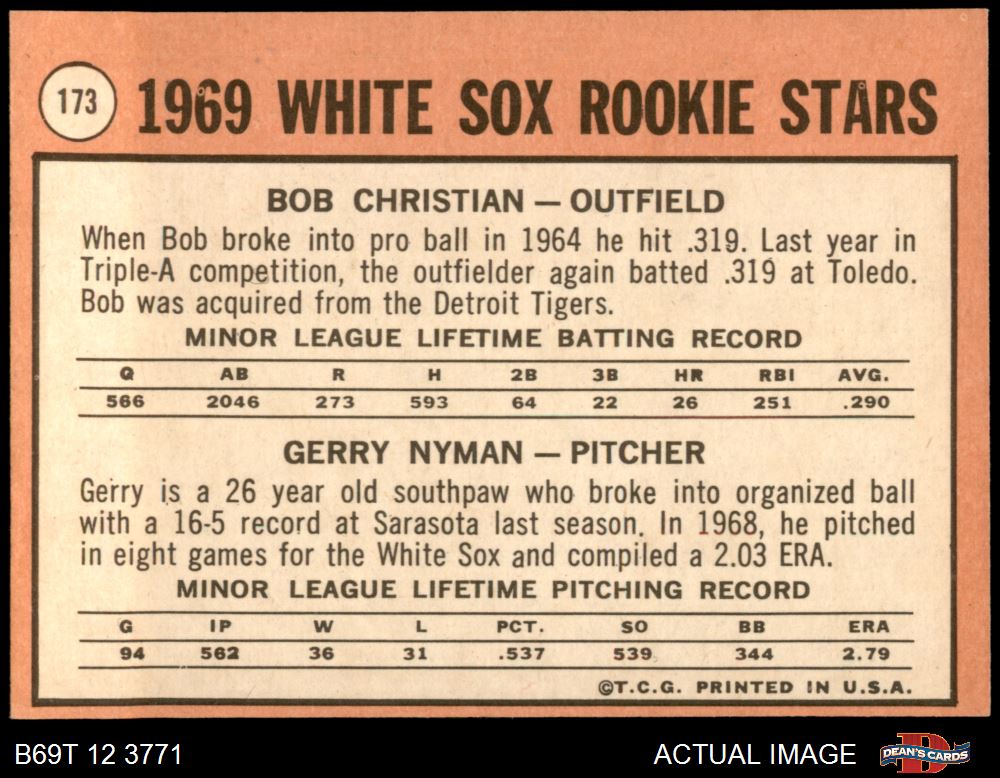 173
1969 WHITE SOX ROOKIE STARS
BOB CHRISTIAN — OUTFIELD
When Bob broke into pro ball in 1964 he hit .319. Last year in
Triple-A competition, the outfielder again batted .319 at Toledo.
Bob was acquired from the Detroit Tigers.
MINOR LEAGUE LIFETIME BATTING RECORD
G AB R H 2B 3B HR RBI AVG.
566 2046 273 593 64 22 26 251 .290
GERRY NYMAN — PITCHER
Gerry is a 26 year old southpaw who broke into organized ball
with a 16-5 record at Sarasota last season. In 1968, he pitched
in eight games for the White Sox and compiled a 2.03 ERA.
MINOR LEAGUE LIFETIME PITCHING RECORD
G IP W L PCT. SO BB ERA
94 562 36 31 .537 539 344 2.79
©T.C.G. PRINTED IN U.S.A.
B69T 12 3771
ACTUAL IMAGE
D
DEAN'S CARDS